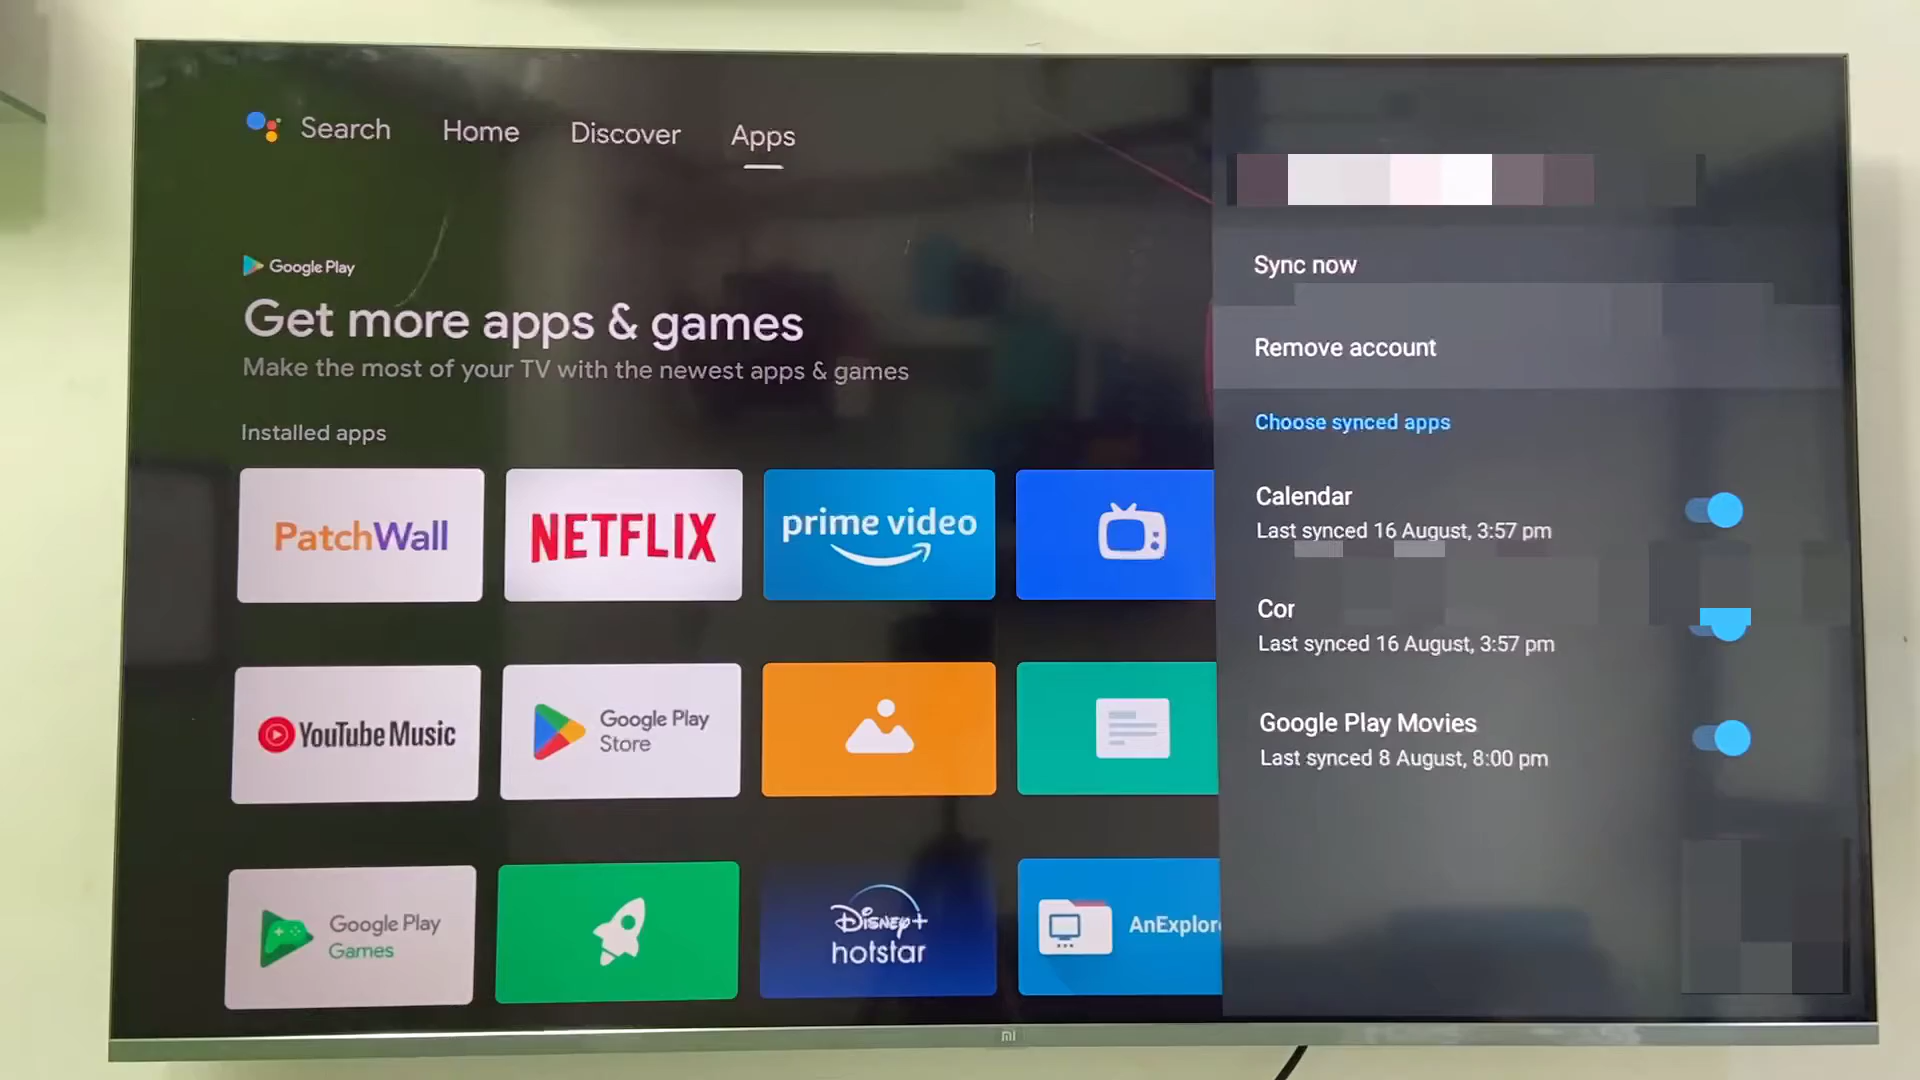 Search Home Discover Apps
Google Play
Get more apps & games
Make the most of your TV with the newest apps & games
Installed apps
PatchWall
NETFLIX
prime video
YouTube Music
Google Play
Store
Google Play
Games
Disney+
hotstar
AnExplor
Sync now
Remove account
Choose synced apps
Calendar
Last synced 16 August, 3:57 pm
Cor
Last synced 16 August, 3:57 pm
Google Play Movies
Last synced 8 August, 8:00 pm
mi